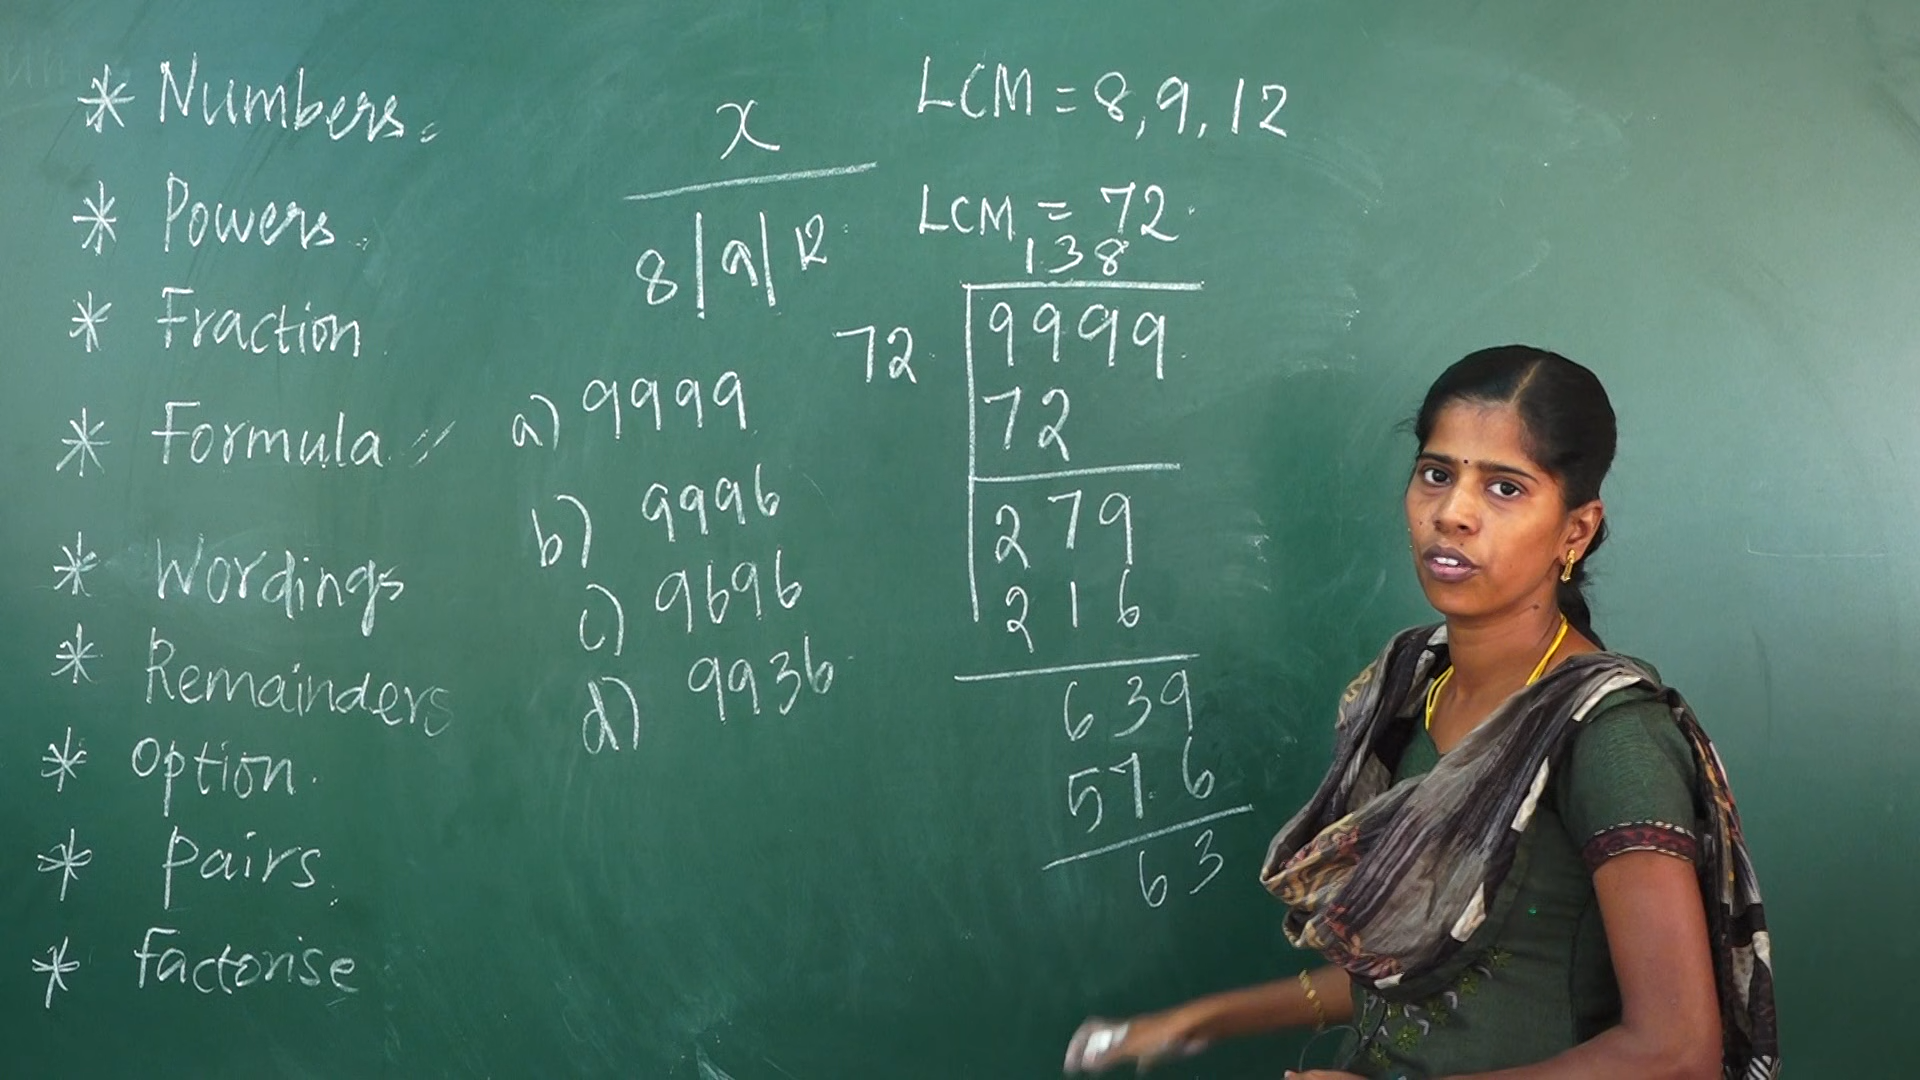 * Numbers.
* Powers
* Fraction
* Formula
* Wordings
* Remainders
* Option.
* Pairs.
* Factorise
x
8|9|12
a) 9999
b) 9996
c) 9696
d) 9936
LCM = 8, 9, 12
LCM = 72
138
72 9999
72
279
216
639
576
63